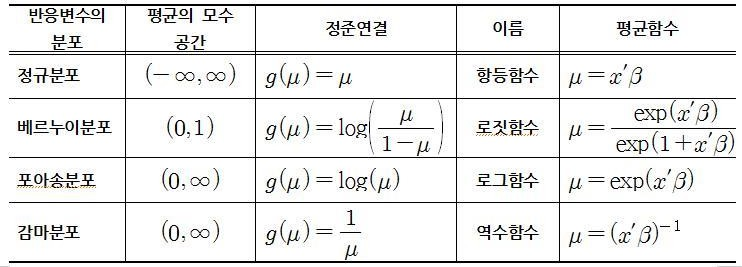 반응변수의 분포 평균의 모수 공간 정준연결 이름 평균함수
정규분포 (−∞,∞) g(μ)=μ 항등함수 μ=x′β
베르누이분포 (0,1) g(μ)=log(μ/(1−μ)) 로짓함수 μ=exp(x′β)/exp(1+x′β)
포아송분포 (0,∞) g(μ)=log(μ) 로그함수 μ=exp(x′β)
감마분포 (0,∞) g(μ)=1/μ 역수함수 μ=(x′β)⁻¹